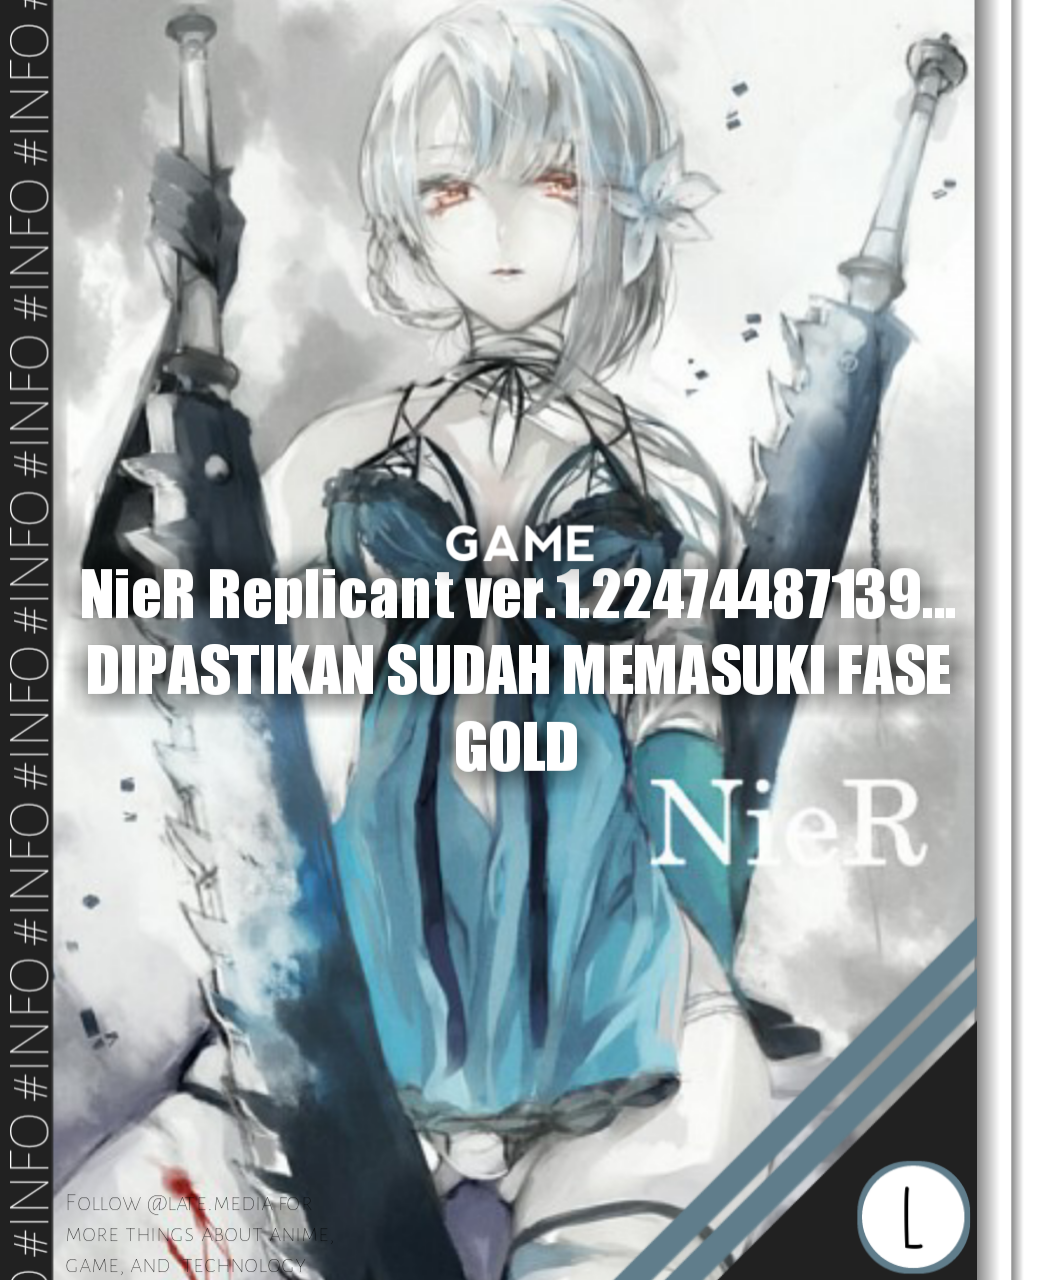 #INFO #INFO #INFO #INFO #INFO #INFO #INFO #INFO #
GAME
NieR Replicant ver.1.22474487139...
DIPASTIKAN SUDAH MEMASUKI FASE
GOLD
NieR
Follow @late.media for
more things about anime,
game, and technology
L